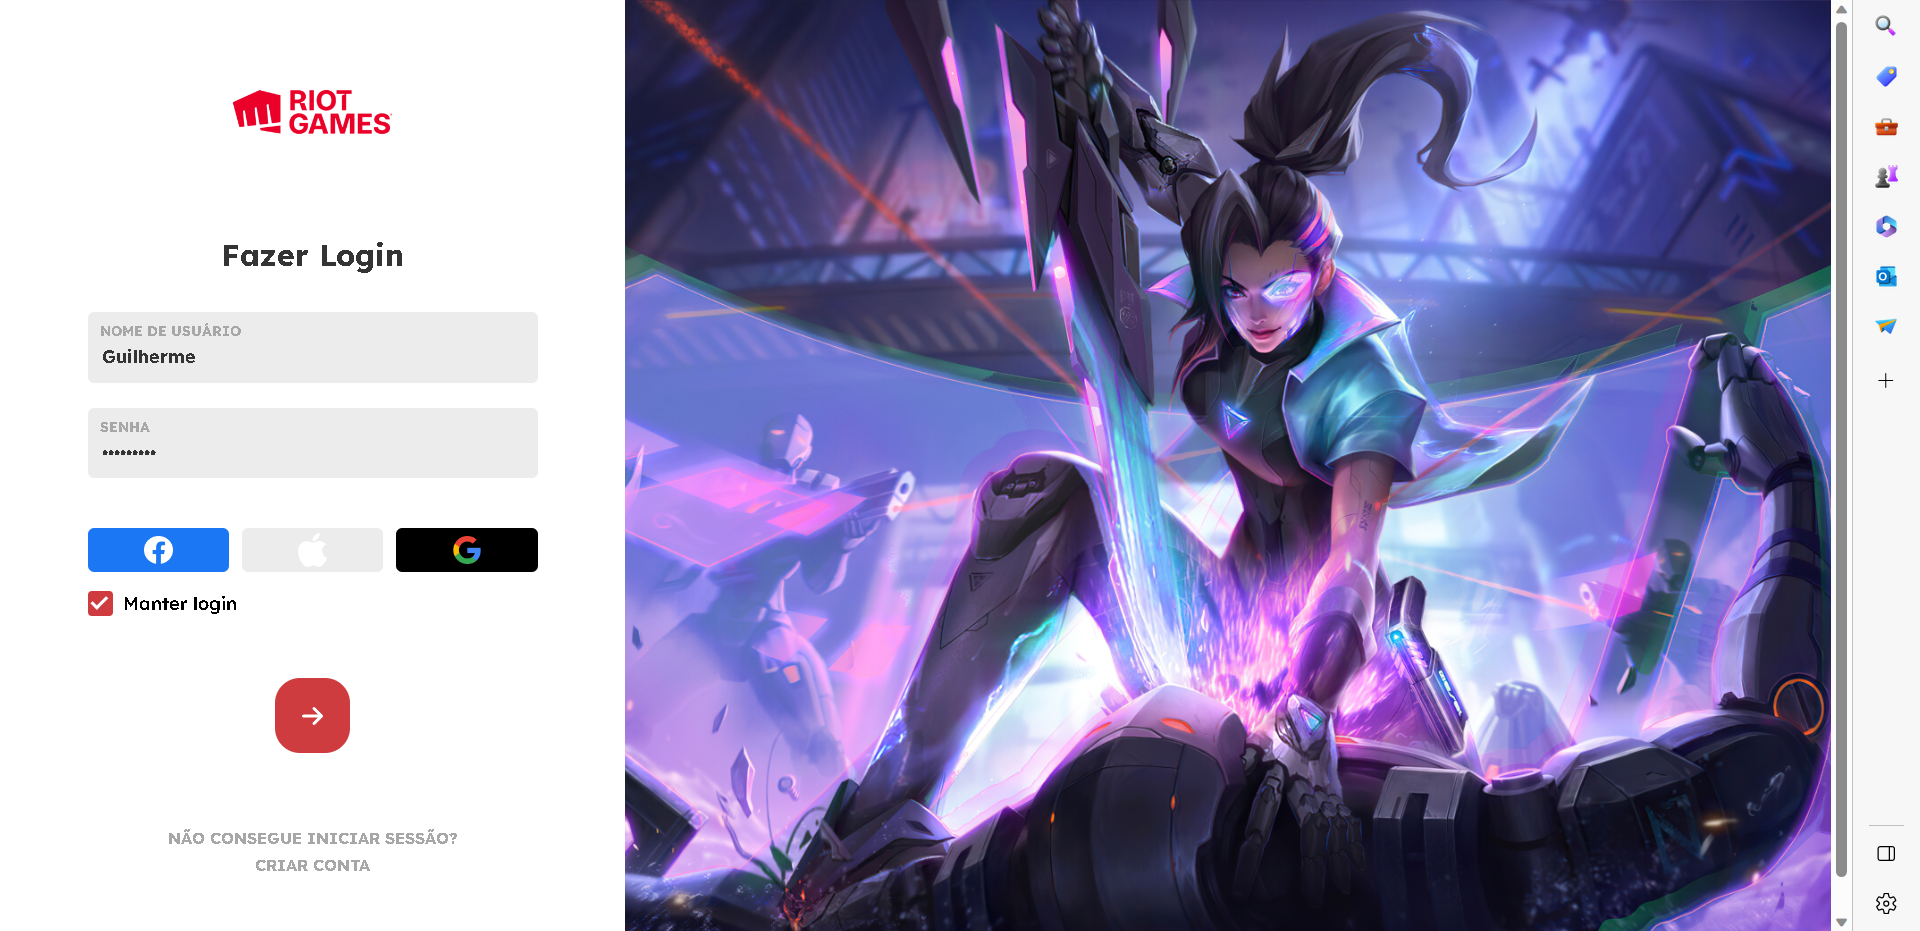 RIOT
GAMES
Fazer Login
NOME DE USUÁRIO
Guilherme
SENHA
•••••••••
Manter login
NÃO CONSEGUE INICIAR SESSÃO?
CRIAR CONTA